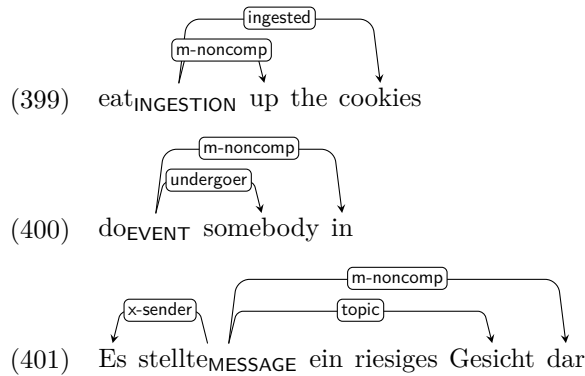 ingested
m-noncomp
(399) eatINGESTION up the cookies
m-noncomp
undergoer
(400) doEVENT somebody in
m-noncomp
x-sender topic
(401) Es stellteMESSAGE ein riesiges Gesicht dar